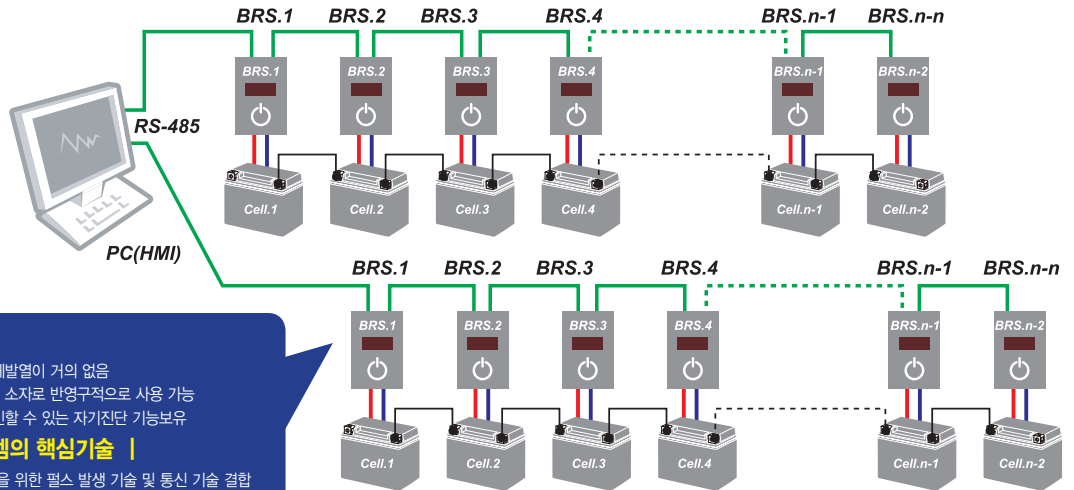 BRS.1 BRS.2 BRS.3 BRS.4 BRS.n-1 BRS.n-n
BRS.1 BRS.2 BRS.3 BRS.4 BRS.n-1 BRS.n-2
RS-485
Cell.1 Cell.2 Cell.3 Cell.4 Cell.n-1 Cell.n-2
PC(HMI)
BRS.1 BRS.2 BRS.3 BRS.4 BRS.n-1 BRS.n-n
BRS.1 BRS.2 BRS.3 BRS.4 BRS.n-1 BRS.n-2
발열이 거의 없음
소자로 반영구적으로 사용 가능
할 수 있는 자기진단 기능보유
의 핵심기술 |
을 위한 펄스 발생 기술 및 통신 기술 결합
Cell.1 Cell.2 Cell.3 Cell.4 Cell.n-1 Cell.n-2